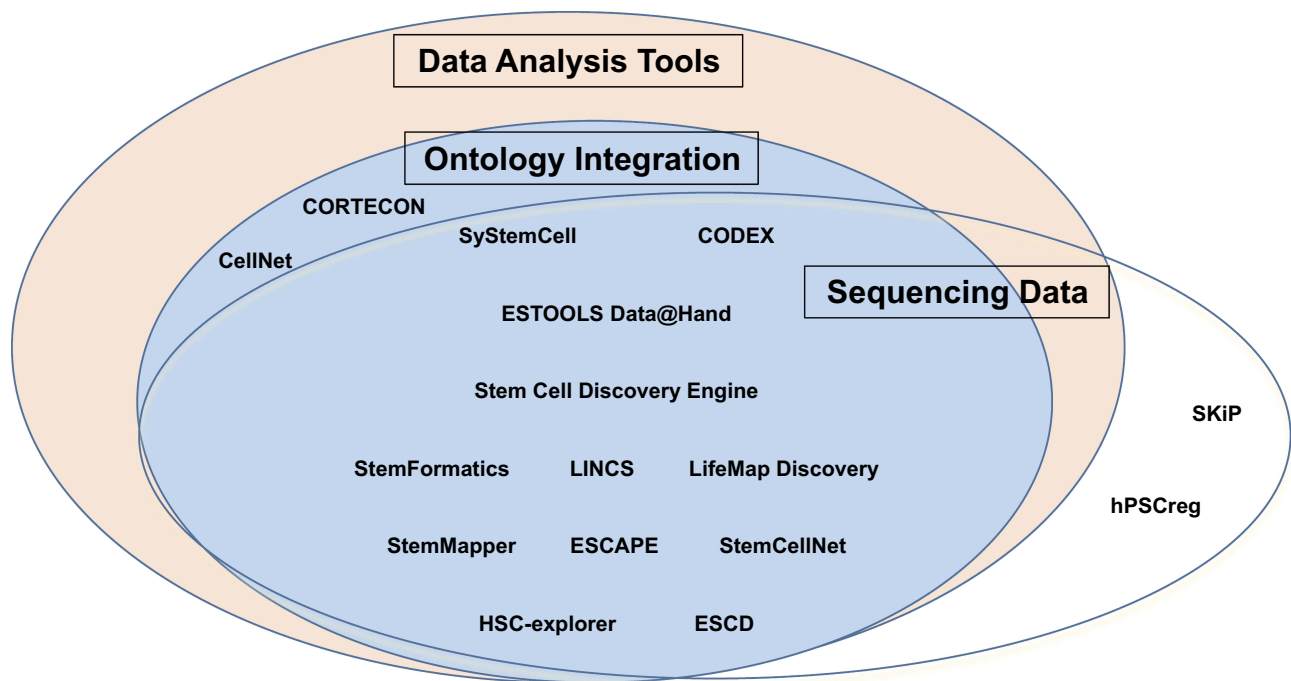 Data Analysis Tools
Ontology Integration
CORTECON
SyStemCell CODEX
CellNet
Sequencing Data
ESTOOLS Data@Hand
Stem Cell Discovery Engine
SKiP
StemFormatics LINCS LifeMap Discovery
hPSCreg
StemMapper ESCAPE StemCellNet
HSC-explorer ESCD